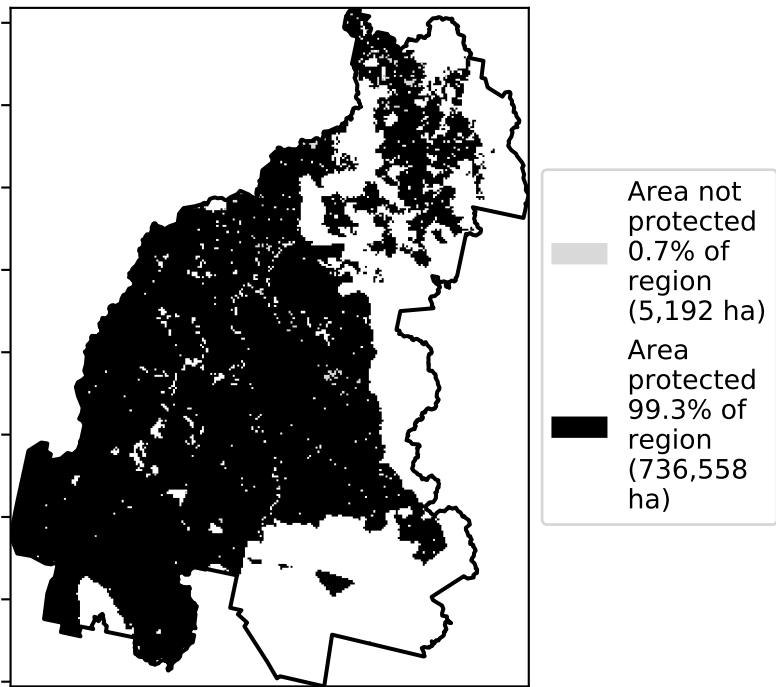 Area not
protected
0.7% of
region
(5,192 ha)
Area
protected
99.3% of
region
(736,558
ha)